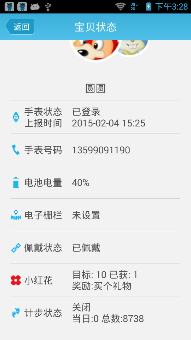 下午3:28
返回
宝贝状态
圆圆
手表状态 已登录
上报时间 2015-02-04 15:25
手表号码 13599091190
电池电量 40%
电子栅栏 未设置
佩戴状态 已佩戴
小红花 目标: 10 已获: 1
奖励:买个礼物
计步状态 关闭
当日:0 总数:8738